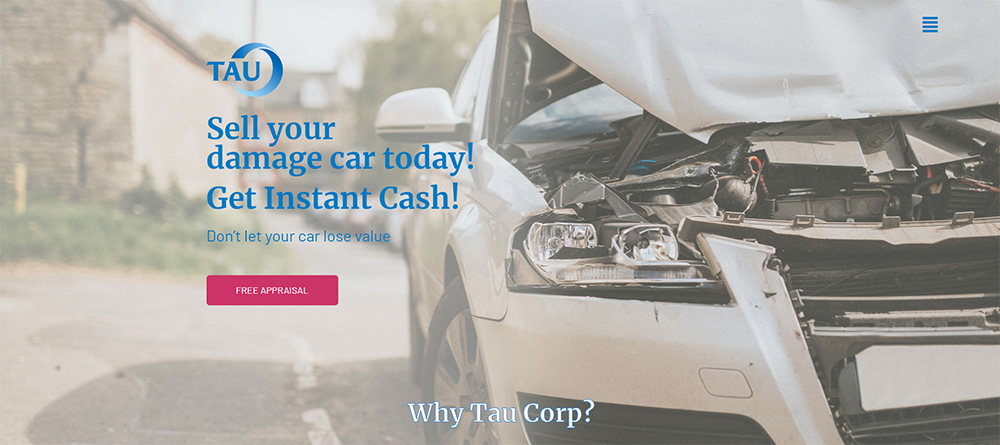 TAU
Sell your
damage car today!
Get Instant Cash!
Don't let your car lose value
FREE APPRAISAL
Why Tau Corp?